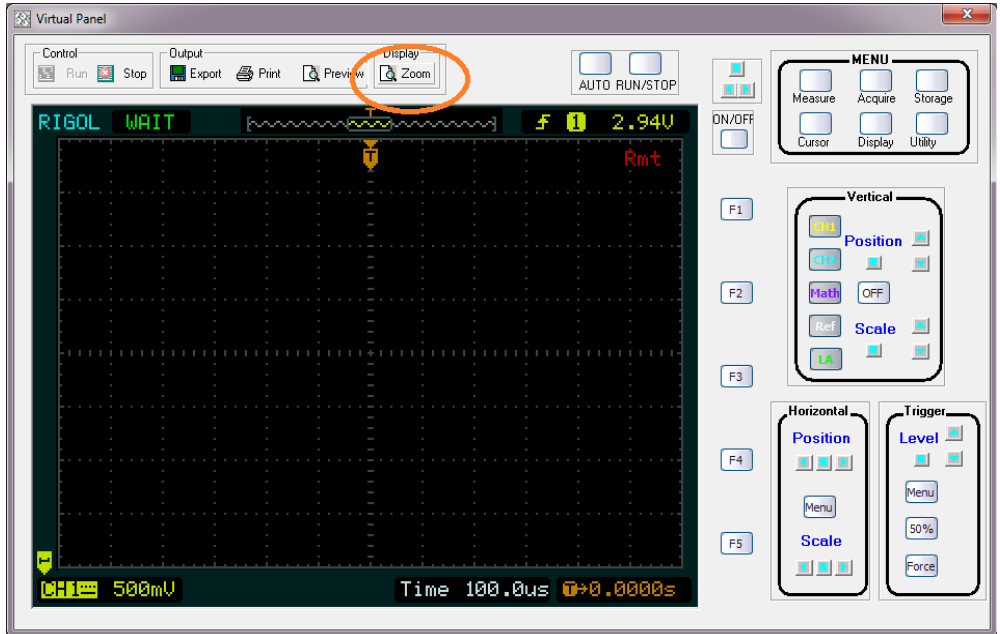 Virtual Panel
Control
Output
Display
Run
Stop
Export
Print
Preview
Zoom
AUTO RUN/STOP
MENU
Measure
Acquire
Storage
Cursor
Display
Utility
ON/OFF
RIGOL WAIT
T
1 2.94V
T
Rmt
F1
F2
F3
F4
F5
Vertical
CH1
Position
CH2
Math
OFF
Ref
Scale
LA
Horizontal
Position
Menu
Scale
Trigger
Level
Menu
50%
Force
CH1 500mV
Time 100.0us T→0.0000s